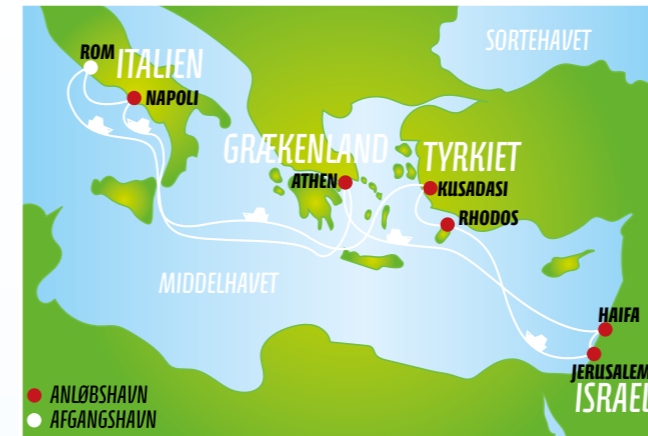 SORTEHAVET
ROM
ITALIEN
NAPOLI
GRÆKENLAND
TYRKIET
ATHEN
KUSADASI
RHODOS
MIDDELHAVET
HAIFA
JERUSALEM
ISRAEL
ANLØBSHAVN
AFGANGSHAVN